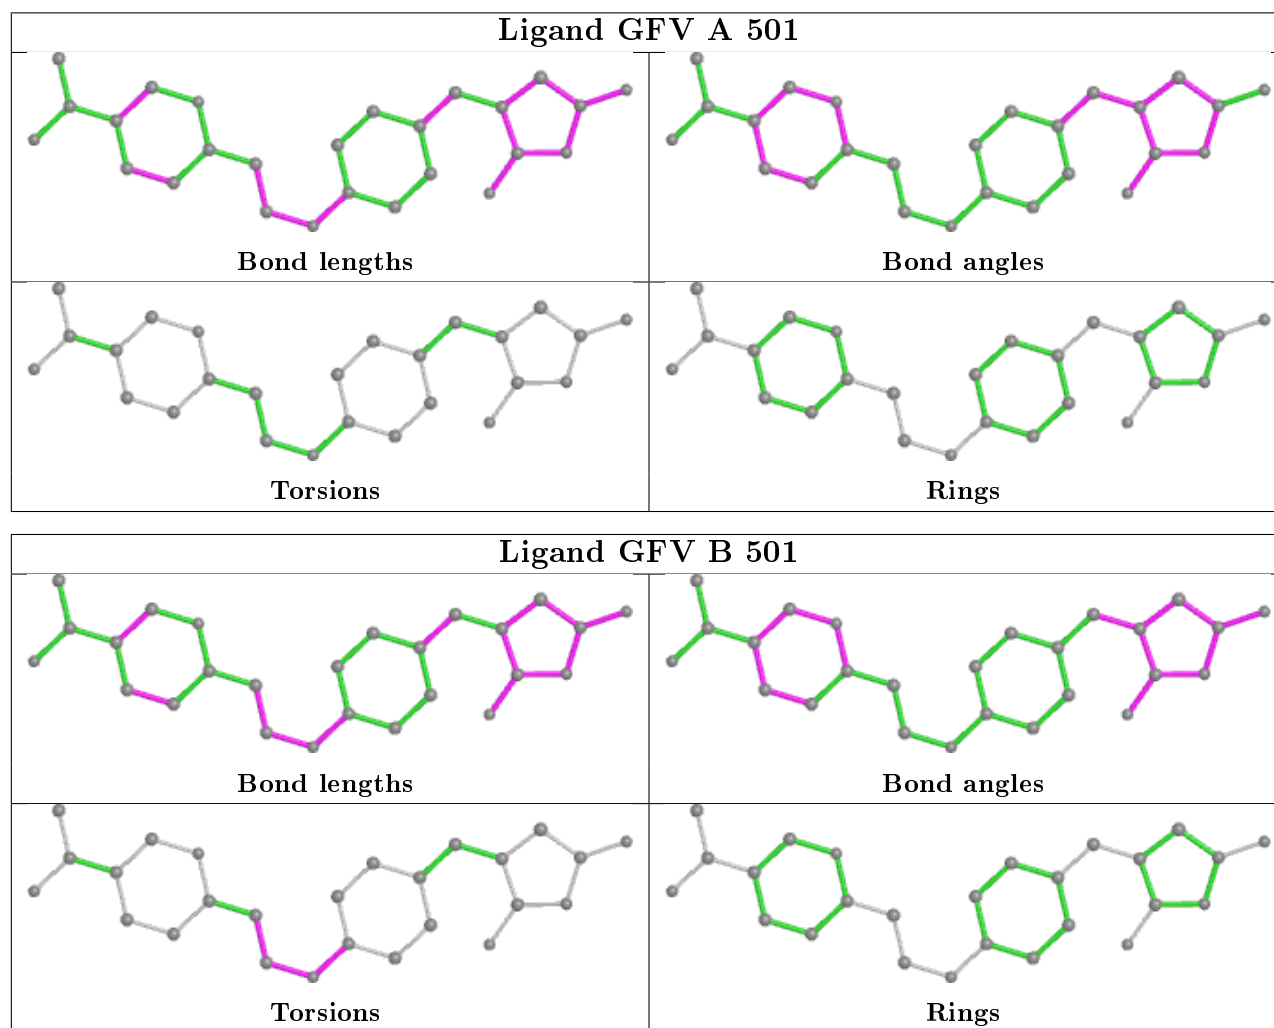 Ligand GFV A 501
Bond lengths
Bond angles
Torsions
Rings
Ligand GFV B 501
Bond lengths
Bond angles
Torsions
Rings